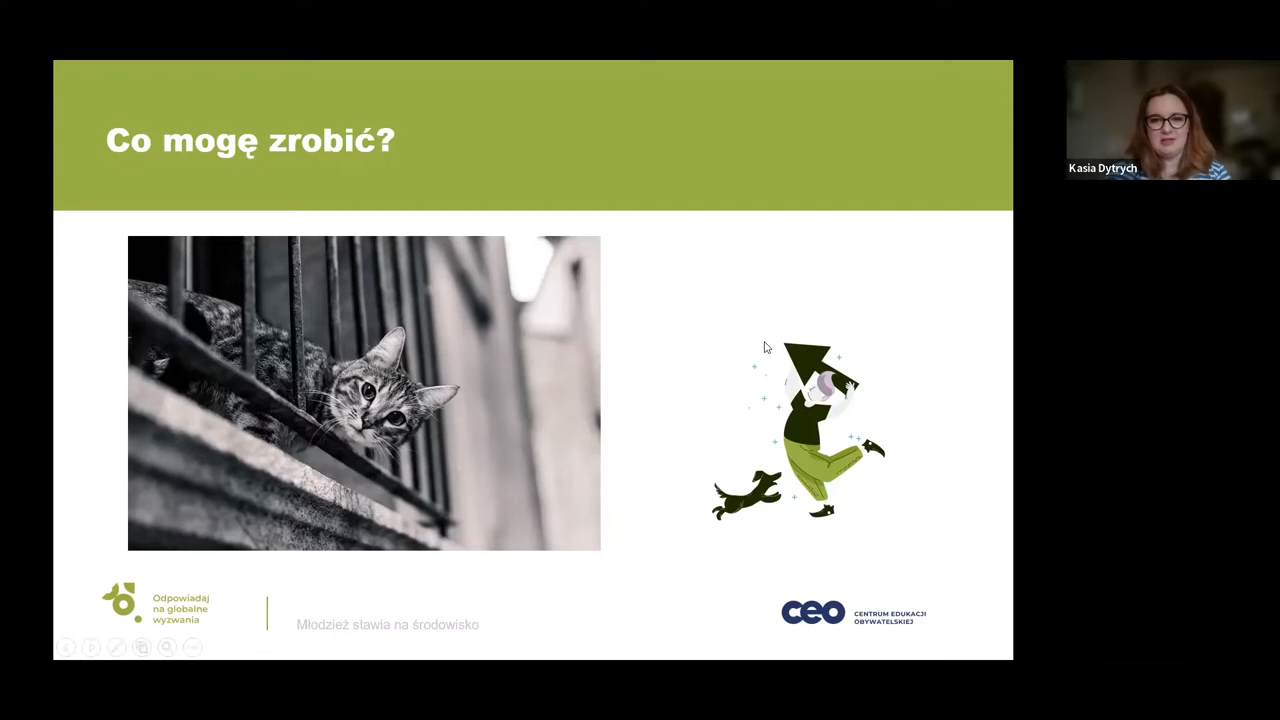 Co mogę zrobić?
Kasia Dytrych
Odpowiadaj
na globalne
wyzwania
Młodzież stawia na środowisko
ceo
CENTRUM EDUKACJI
OBYWATELSKIEJ